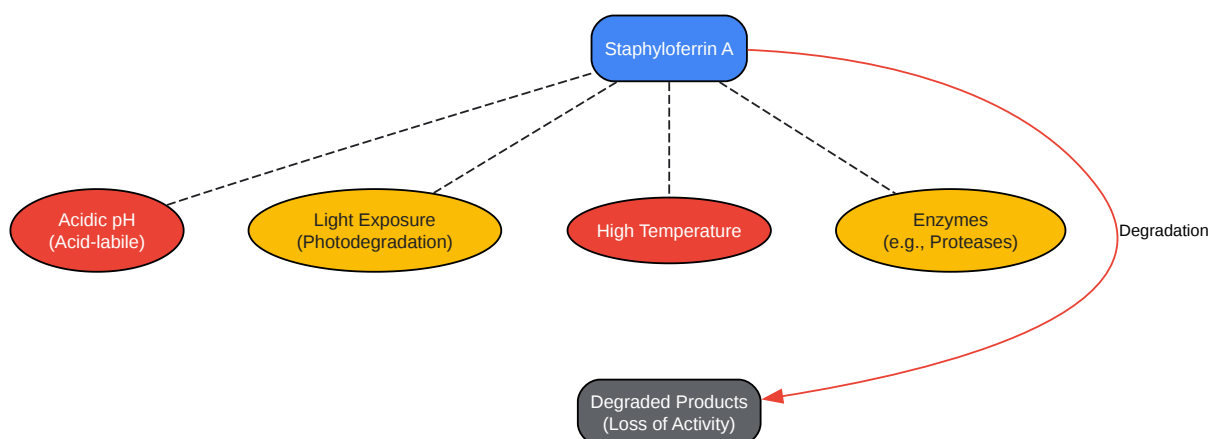 Staphyloferrin A
Acidic pH
(Acid-labile)
Light Exposure
(Photodegradation)
High Temperature
Enzymes
(e.g., Proteases)
Degradation
Degraded Products
(Loss of Activity)